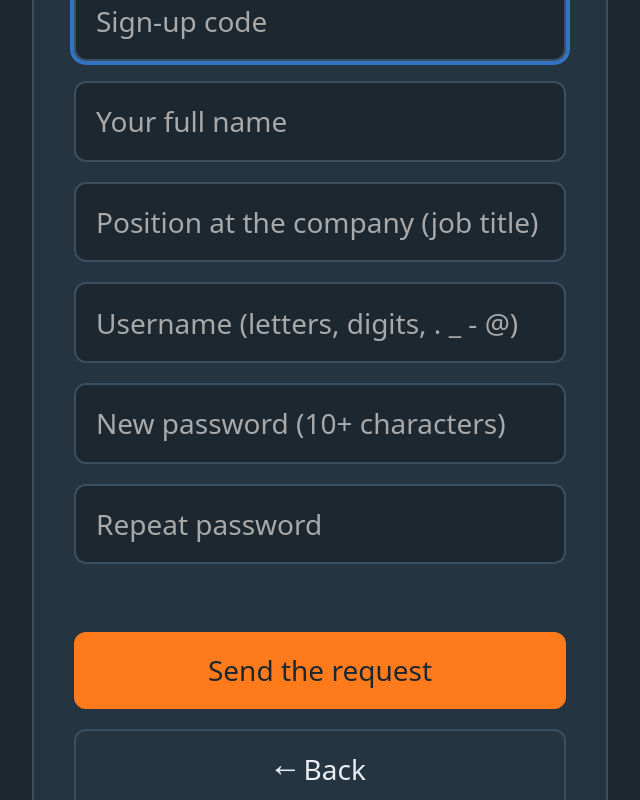 Sign-up code
Your full name
Position at the company (job title)
Username (letters, digits, . _ - @)
New password (10+ characters)
Repeat password
Send the request
← Back